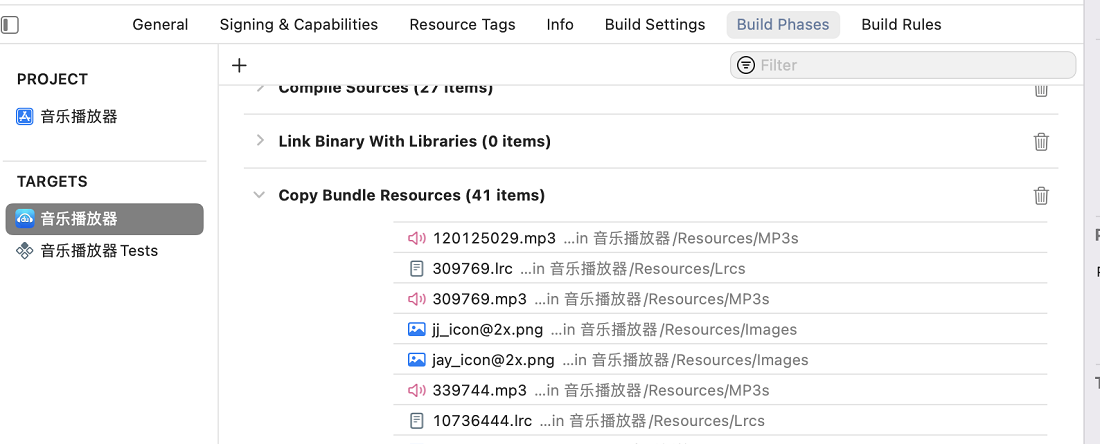 General Signing & Capabilities Resource Tags Info Build Settings Build Phases Build Rules
PROJECT
音乐播放器
TARGETS
音乐播放器
音乐播放器Tests
Filter
Compile Sources (27 items)
Link Binary With Libraries (0 items)
Copy Bundle Resources (41 items)
120125029.mp3 ...in 音乐播放器/Resources/MP3s
309769.lrc ...in 音乐播放器/Resources/Lrcs
309769.mp3 ...in 音乐播放器/Resources/MP3s
jj_icon@2x.png ...in 音乐播放器/Resources/Images
jay_icon@2x.png ...in 音乐播放器/Resources/Images
339744.mp3 ...in 音乐播放器/Resources/MP3s
10736444.lrc ...in 音乐播放器/Resources/Lrcs